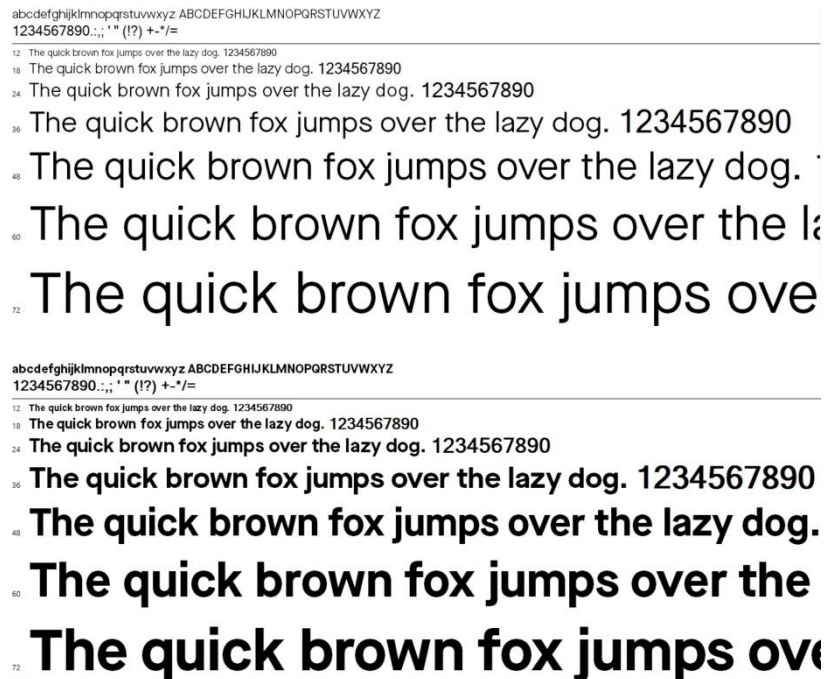 abcdefghijklmnopqrstuvwxyz ABCDEFGHIJKLMNOPQRSTUVWXYZ
1234567890.:,; ' " (!?) +-*/=
12 The quick brown fox jumps over the lazy dog. 1234567890
18 The quick brown fox jumps over the lazy dog. 1234567890
24 The quick brown fox jumps over the lazy dog. 1234567890
36 The quick brown fox jumps over the lazy dog. 1234567890
48 The quick brown fox jumps over the lazy dog.
60 The quick brown fox jumps over the la
72 The quick brown fox jumps ove
abcdefghijklmnopqrstuvwxyz ABCDEFGHIJKLMNOPQRSTUVWXYZ
1234567890.:,; ' " (!?) +-*/=
12 The quick brown fox jumps over the lazy dog. 1234567890
18 The quick brown fox jumps over the lazy dog. 1234567890
24 The quick brown fox jumps over the lazy dog. 1234567890
36 The quick brown fox jumps over the lazy dog. 1234567890
48 The quick brown fox jumps over the lazy dog.
60 The quick brown fox jumps over the
72 The quick brown fox jumps ove